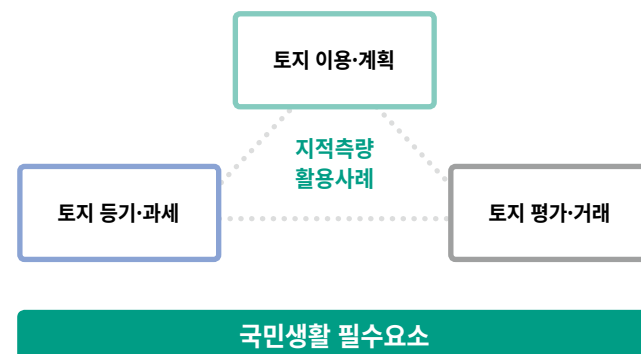 토지 이용·계획
지적측량
활용사례
토지 등기·과세
토지 평가·거래
국민생활 필수요소